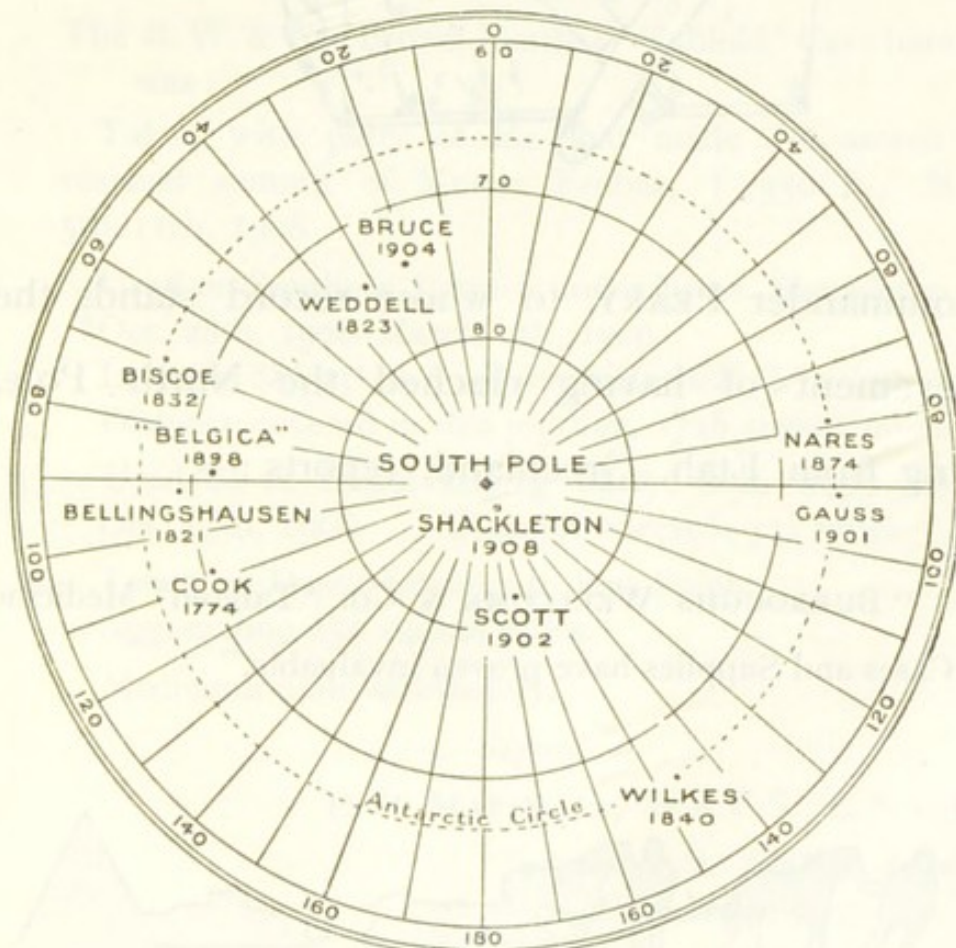 0
20
20
40
40
60
60
80
80
100
100
120
120
140
140
160
160
180
60
70
80
BRUCE
1904
WEDDELL
1823
BISCOE
1832
BELGICA"
1898
BELLINGSHAUSEN
1821
COOK
1774
SOUTH POLE
SHACKLETON
1908
SCOTT
1902
NARES
1874
GAUSS
1901
WILKES
1840
Antarctic Circle